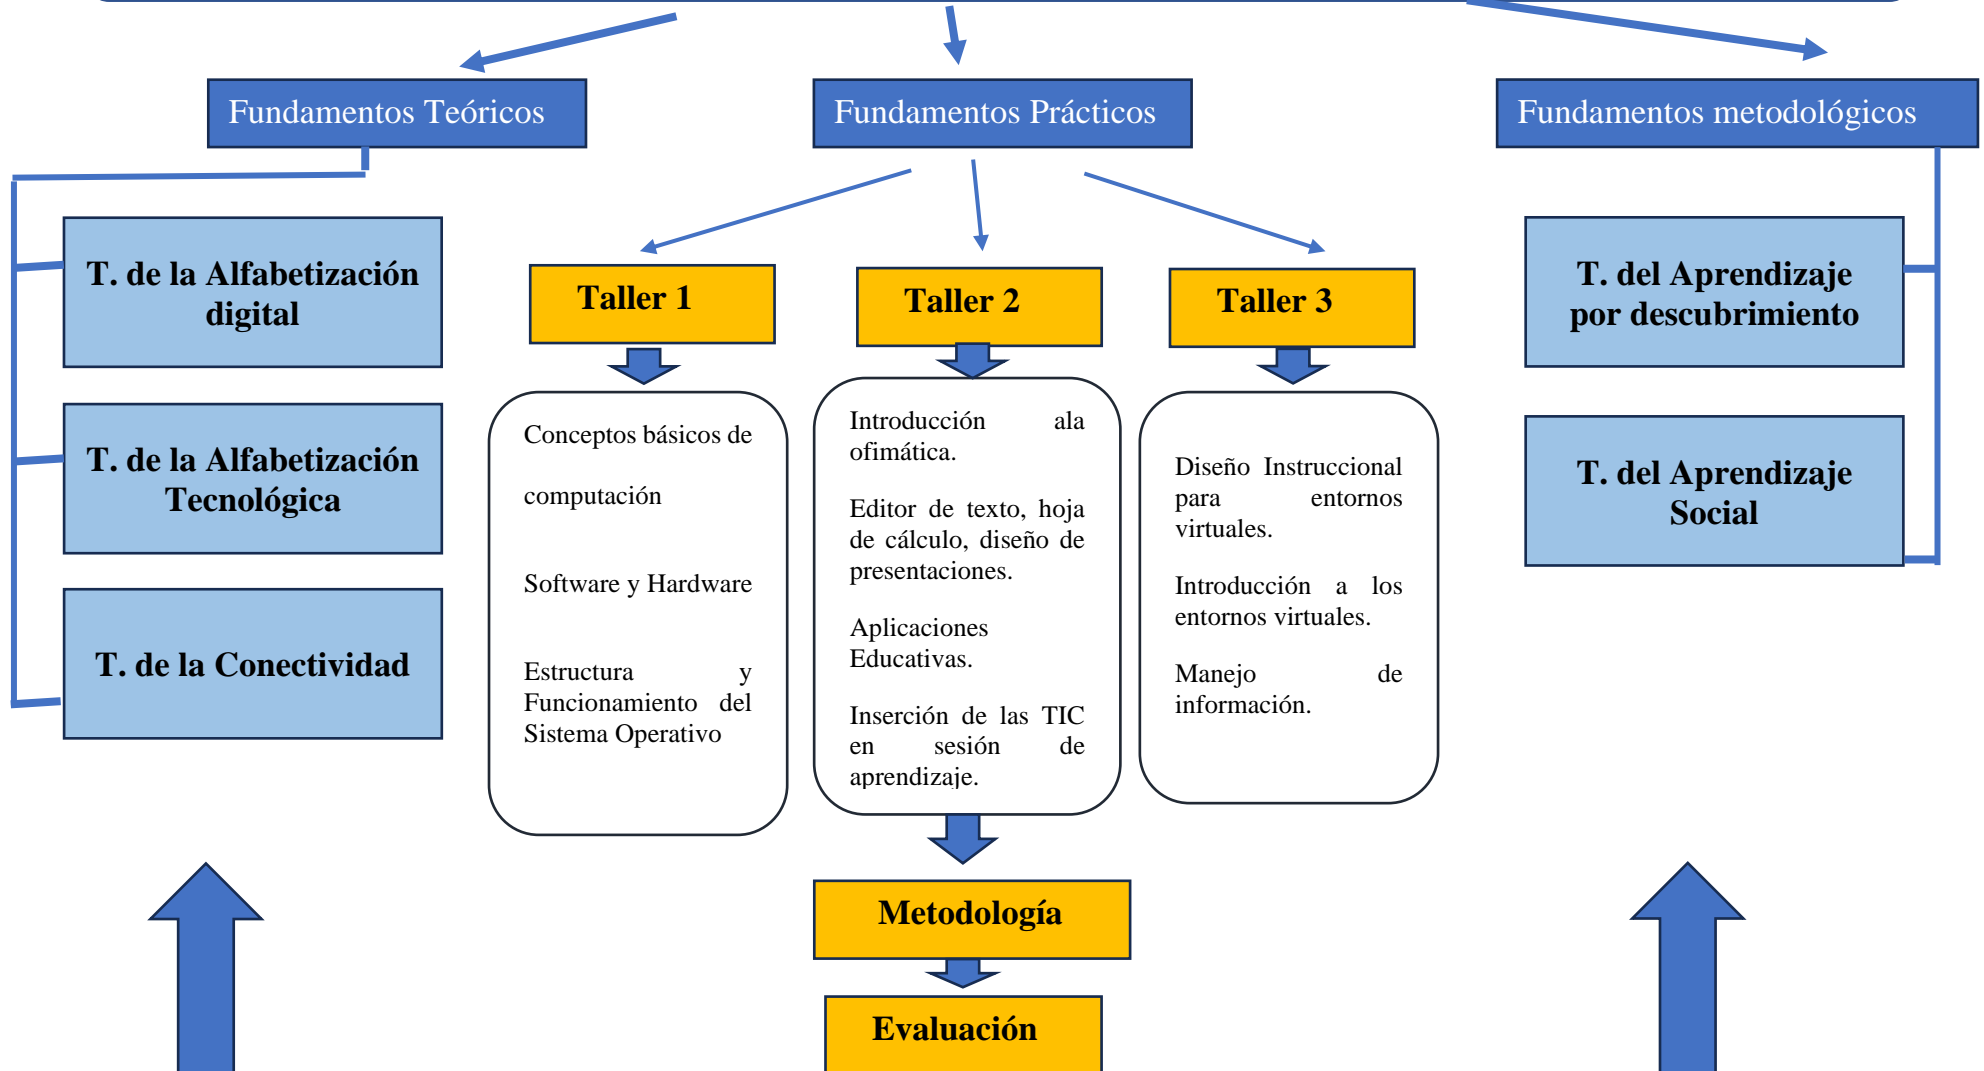 Fundamentos Teóricos
Fundamentos Prácticos
Fundamentos metodológicos
T. de la Alfabetización
digital
T. de la Alfabetización
Tecnológica
T. de la Conectividad
Taller 1
Conceptos básicos de
computación
Software y Hardware
Estructura y
Funcionamiento del
Sistema Operativo
Taller 2
Introducción ala
ofimática.
Editor de texto, hoja
de cálculo, diseño de
presentaciones.
Aplicaciones
Educativas.
Inserción de las TIC
en sesión de
aprendizaje.
Taller 3
Diseño Instruccional
para entornos
virtuales.
Introducción a los
entornos virtuales.
Manejo de
información.
T. del Aprendizaje
por descubrimiento
T. del Aprendizaje
Social
Metodología
Evaluación